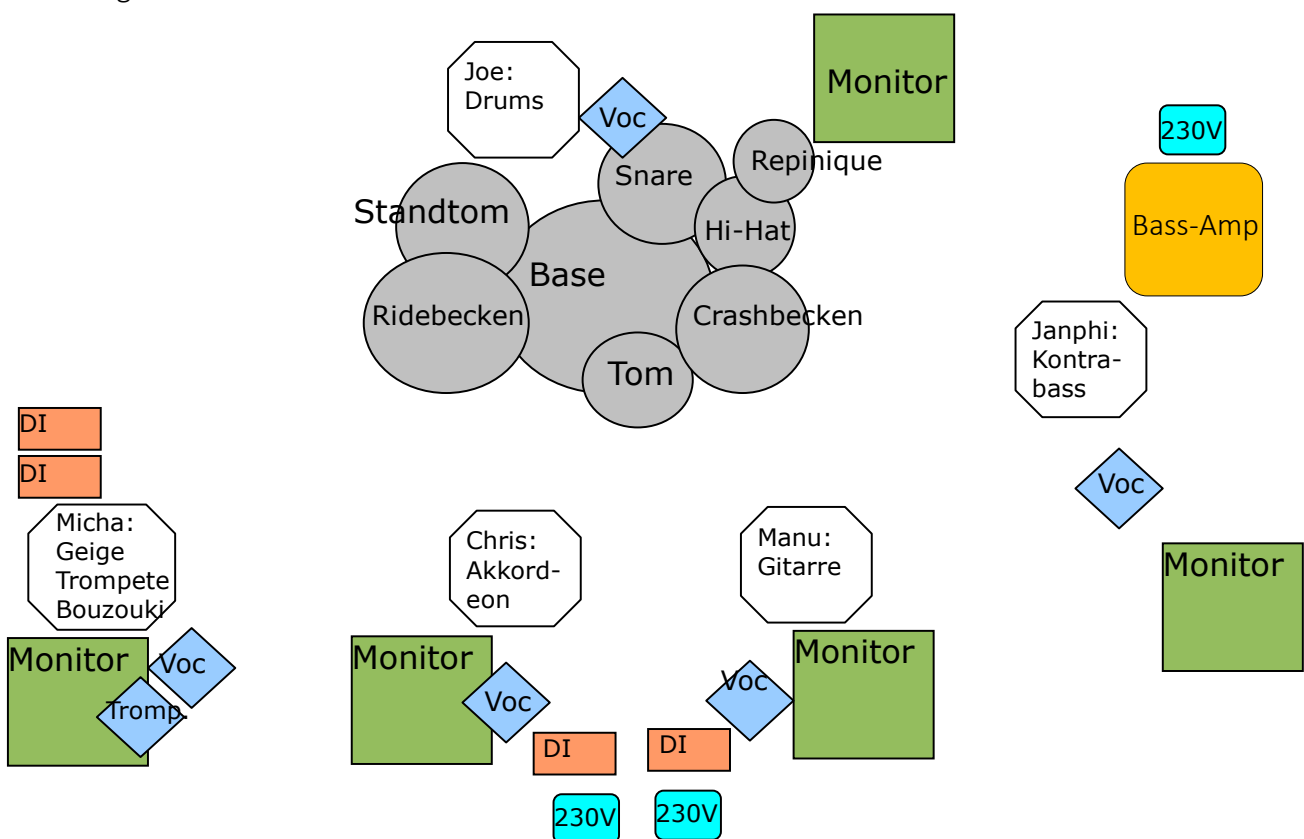 Joe:
Drums
Voc
Monitor
230V
Repinique
Snare
Standtom
Hi-Hat
Bass-Amp
Base
Ridebecken
Crashbecken
Tom
Janphi:
Kontra-
bass
DI
DI
Voc
Micha:
Geige
Trompete
Bouzouki
Chris:
Akkord-
eon
Manu:
Gitarre
Monitor
Monitor
Voc
Tromp.
Monitor
Voc
Voc
Monitor
DI
DI
230V
230V